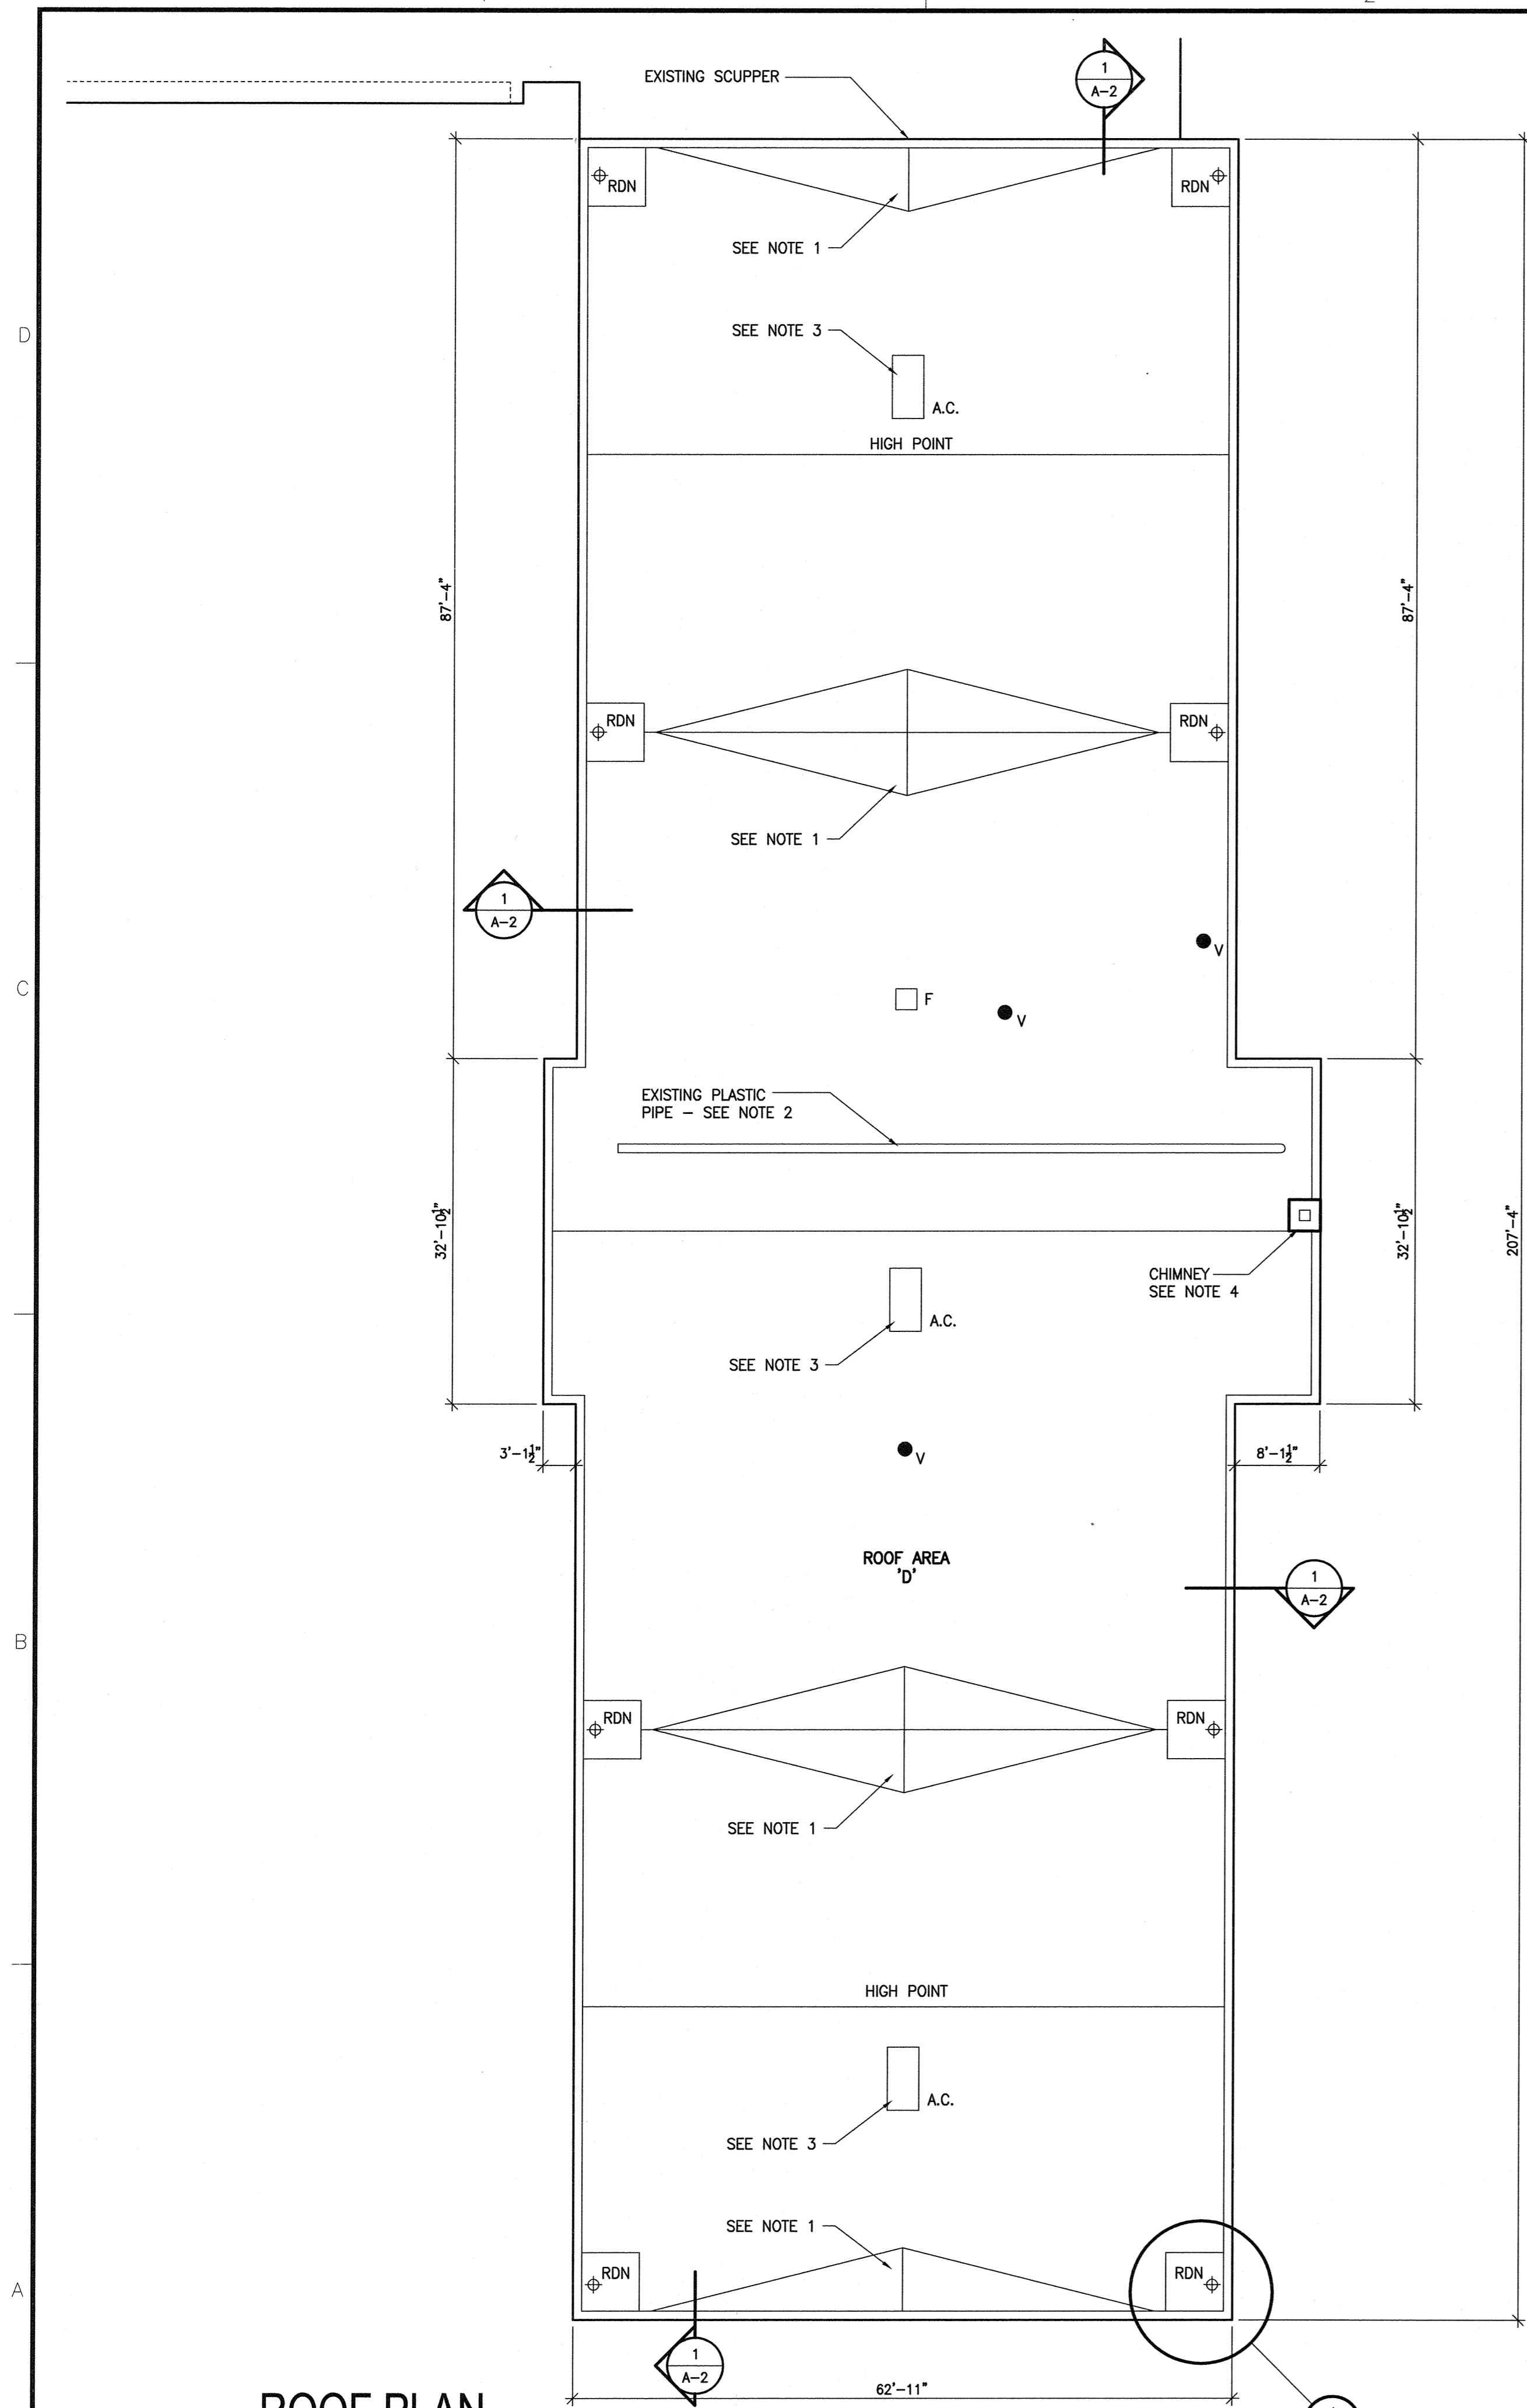 EXISTING SCUPPER
1
A-2
RDN
RDN
SEE NOTE 1
D
SEE NOTE 3
A.C.
HIGH POINT
87'-4"
87'-4"
RDN
RDN
SEE NOTE 1
1
A-2
V
C
F
V
EXISTING PLASTIC
PIPE - SEE NOTE 2
32'-10½"
32'-10½"
207'-4"
CHIMNEY
SEE NOTE 4
A.C.
SEE NOTE 3
3'-1½"
V
8'-1½"
ROOF AREA
'D'
1
A-2
B
RDN
RDN
SEE NOTE 1
HIGH POINT
A.C.
SEE NOTE 3
SEE NOTE 1
RDN
RDN
A
1
A-2
62'-11"
ROOF PLAN